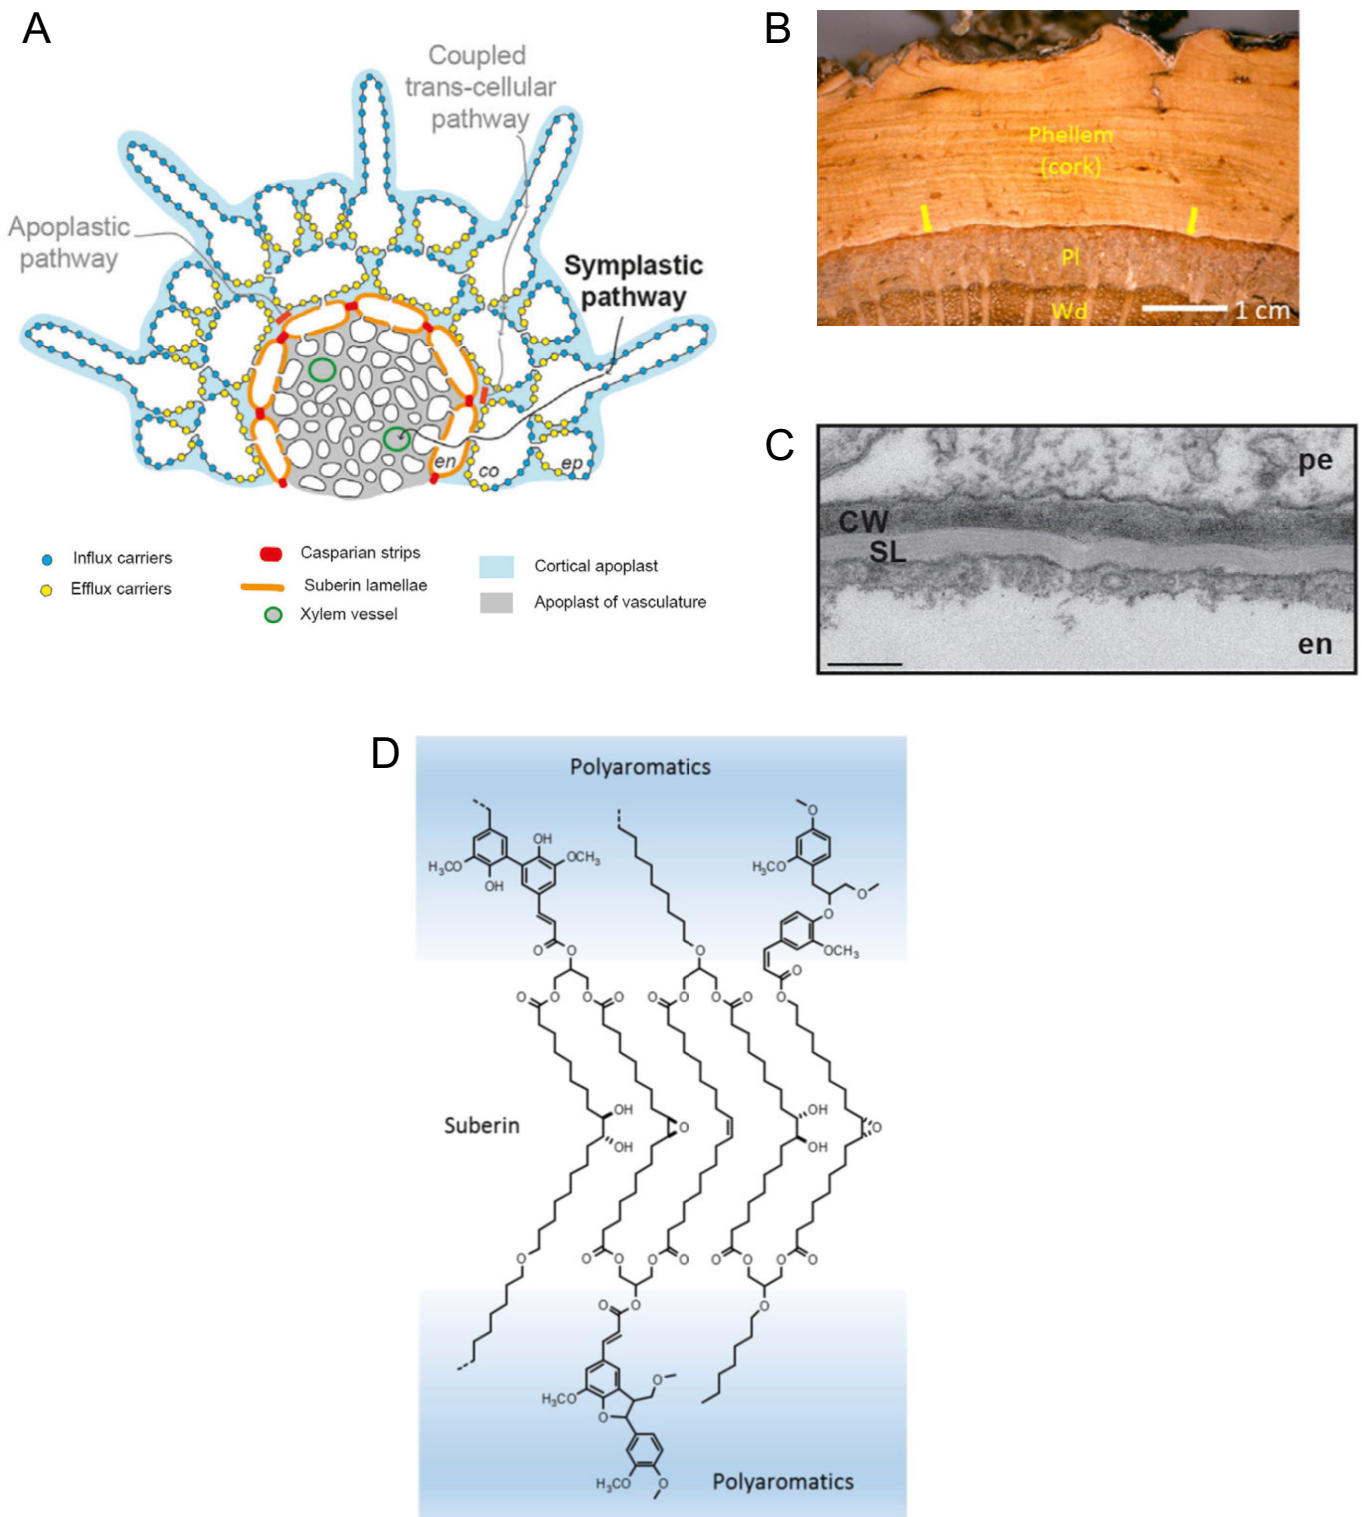 A
Coupled
trans-cellular
pathway
Apoplastic
pathway
Symplastic
pathway
en
co
ep
Influx carriers
Efflux carriers
Casparian strips
Suberin lamellae
Xylem vessel
Cortical apoplast
Apoplast of vasculature
B
Phellem
(cork)
Pl
Wd
1 cm
C
pe
CW
SL
en
D
Polyaromatics
H₃CO
OH
OH
OCH₃
O
O
O
H₃CO
O
O
OCH₃
O
O
O
O
O
O
O
O
O
O
O
Suberin
OH
OH
O
OH
OH
O
O
O
O
O
O
O
O
O
O
O
O
O
O
H₃CO
O
O
H₃CO
O
Polyaromatics